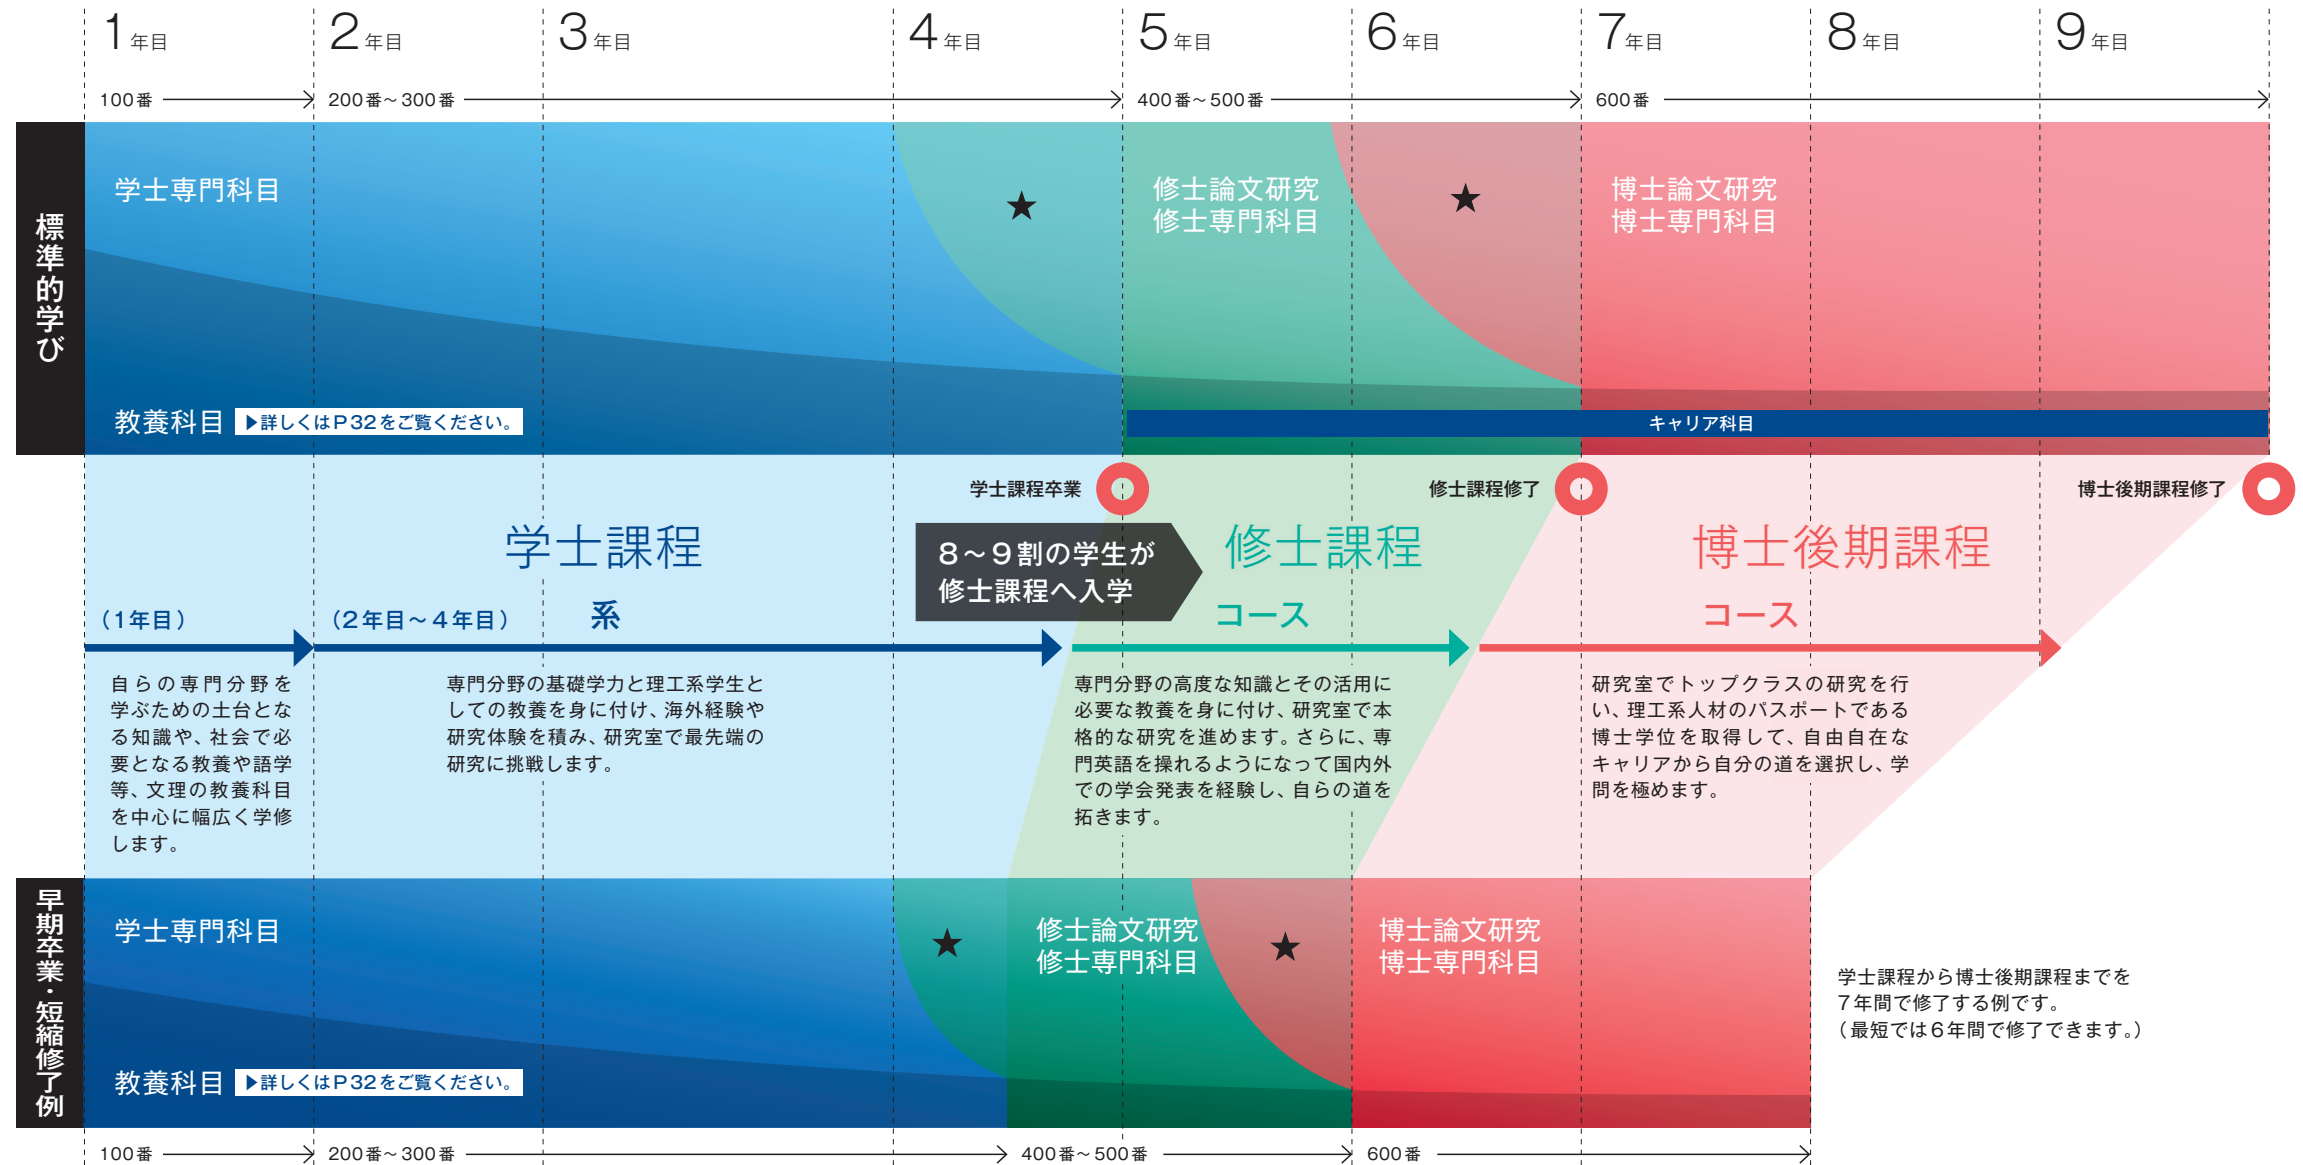 1年目
2年目
3年目
4年目
5年目
6年目
7年目
8年目
9年目
100番
200番~300番
400番~500番
600番
標準的学び
学士専門科目
★
修士論文研究
修士専門科目
★
博士論文研究
博士専門科目
教養科目
▶詳しくはP32をご覧ください。
キャリア科目
学士課程卒業
修士課程修了
博士後期課程修了
学士課程
8~9割の学生が
修士課程へ入学
修士課程
博士後期課程
(1年目)
(2年目~4年目)
系
コース
コース
自らの専門分野を
学ぶための土台とな
る知識や、社会で必
要となる教養や語学
等、文理の教養科目
を中心に幅広く学修
します。
専門分野の基礎学力と理工系学生と
しての教養を身に付け、海外経験や
研究体験を積み、研究室で最先端の
研究に挑戦します。
専門分野の高度な知識とその活用に
必要な教養を身に付け、研究室で本
格的な研究を進めます。さらに、専
門英語を操れるようになって国内外
での学会発表を経験し、自らの道を
拓きます。
研究室でトップクラスの研究を行
い、理工系人材のパスポートである
博士学位を取得して、自由自在な
キャリアから自分の道を選択し、学
問を極めます。
早期卒業・短縮修了例
学士専門科目
★
修士論文研究
修士専門科目
★
博士論文研究
博士専門科目
教養科目
▶詳しくはP32をご覧ください。
学士課程から博士後期課程までを
7年間で修了する例です。
(最短では6年間で修了できます。)
100番
200番~300番
400番~500番
600番